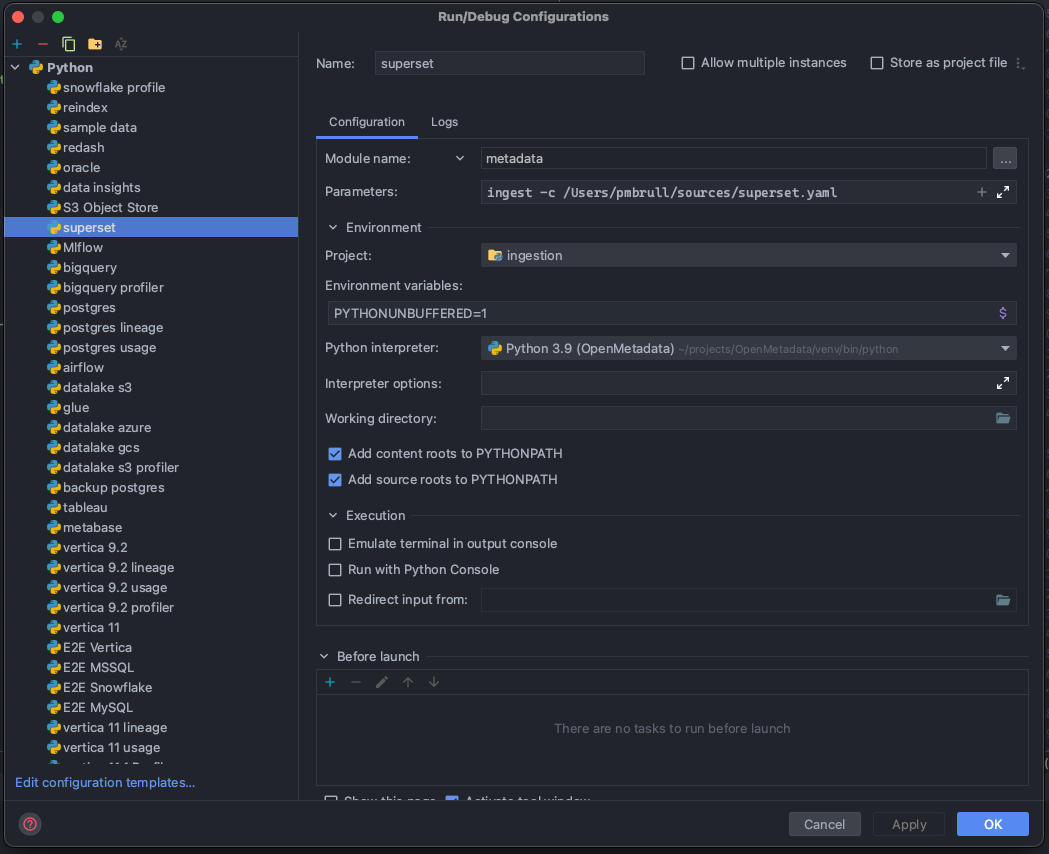 Run/Debug Configurations
Python
snowflake profile
reindex
sample data
redash
oracle
data insights
S3 Object Store
superset
Mlflow
bigquery
bigquery profiler
postgres
postgres lineage
postgres usage
airflow
datalake s3
glue
datalake azure
datalake gcs
datalake s3 profiler
backup postgres
tableau
metabase
vertica 9.2
vertica 9.2 lineage
vertica 9.2 usage
vertica 9.2 profiler
vertica 11
E2E Vertica
E2E MSSQL
E2E Snowflake
E2E MySQL
vertica 11 lineage
vertica 11 usage
Edit configuration templates...
Name: superset
Allow multiple instances
Store as project file
Configuration Logs
Module name: metadata ...
Parameters: ingest -c /Users/pmbrull/sources/superset.yaml
Environment
Project: ingestion
Environment variables:
PYTHONUNBUFFERED=1 $
Python interpreter: Python 3.9 (OpenMetadata) ~/projects/OpenMetadata/venv/bin/python
Interpreter options:
Working directory:
Add content roots to PYTHONPATH
Add source roots to PYTHONPATH
Execution
Emulate terminal in output console
Run with Python Console
Redirect input from:
Before launch
There are no tasks to run before launch
Show this page Activate tool window
? Cancel Apply OK